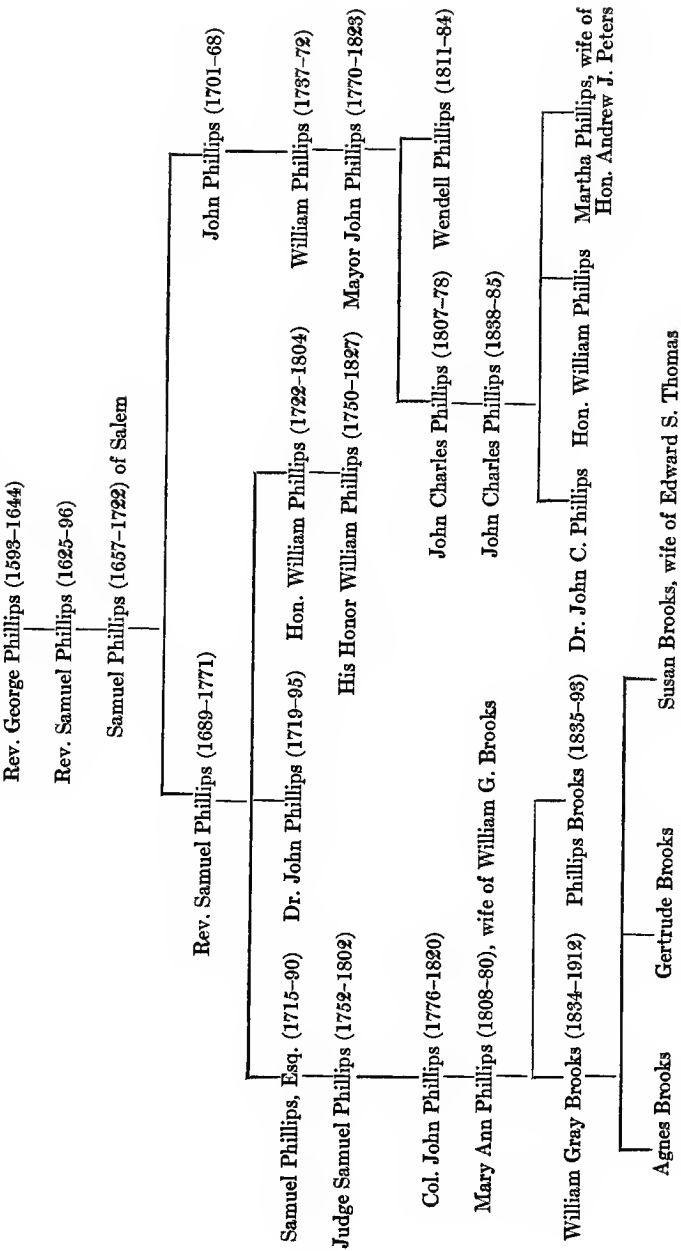 Rev. George Phillips (1593–1644)
Rev. Samuel Phillips (1625–96)
Samuel Phillips (1657–1722) of Salem
Rev. Samuel Phillips (1689–1771)
John Phillips (1701–68)
Samuel Phillips, Esq. (1715–90)
Dr. John Phillips (1719–95)
Hon. William Phillips (1722–1804)
William Phillips (1737–72)
Judge Samuel Phillips (1752–1802)
His Honor William Phillips (1750–1827)
Mayor John Phillips (1770–1823)
Col. John Phillips (1776–1820)
John Charles Phillips (1807–78)
Wendell Phillips (1811–84)
Mary Ann Phillips (1808–80), wife of William G. Brooks
John Charles Phillips (1838–85)
William Gray Brooks (1834–1912)
Phillips Brooks (1835–93)
Dr. John C. Phillips
Hon. William Phillips
Martha Phillips, wife of
Hon. Andrew J. Peters
Agnes Brooks
Gertrude Brooks
Susan Brooks, wife of Edward S. Thomas